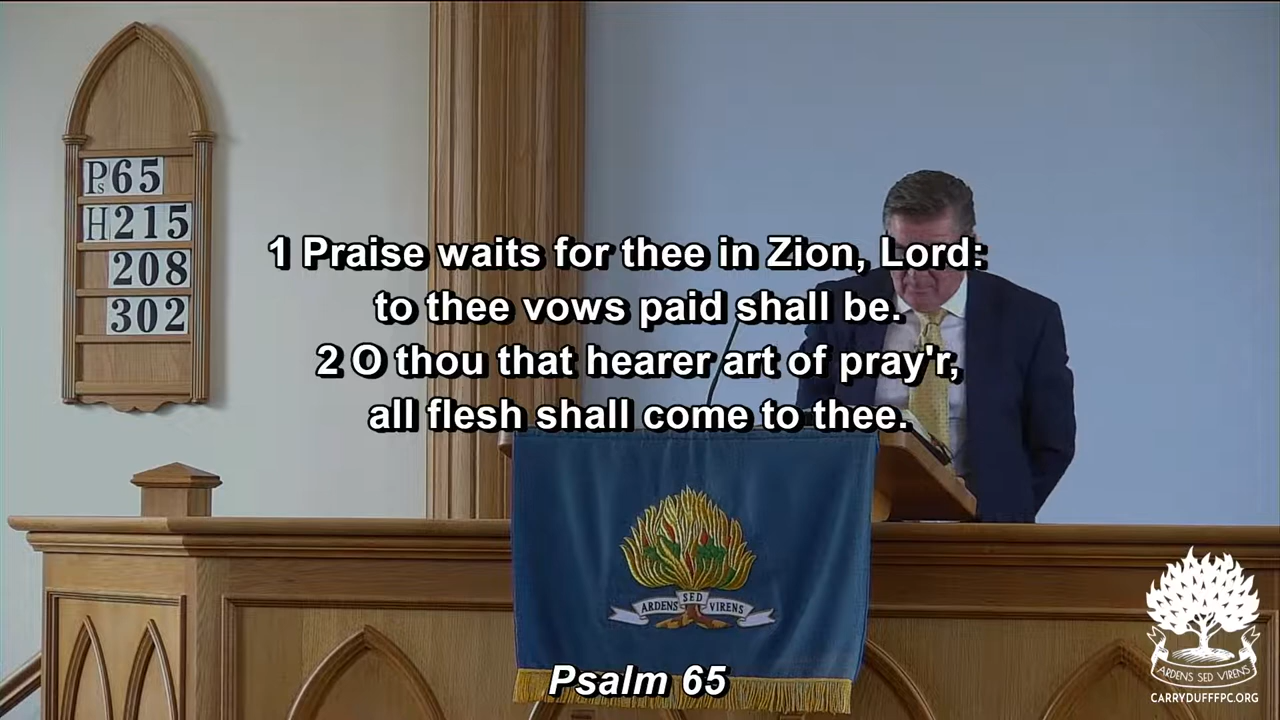 Ps65
H215
208
302
1 Praise waits for thee in Zion, Lord:
to thee vows paid shall be.
2 O thou that hearer art of pray'r,
all flesh shall come to thee.
ARDENS SED VIRENS
Psalm 65
ARDENS SED VIRENS
CARRYDUFFFPC.ORG